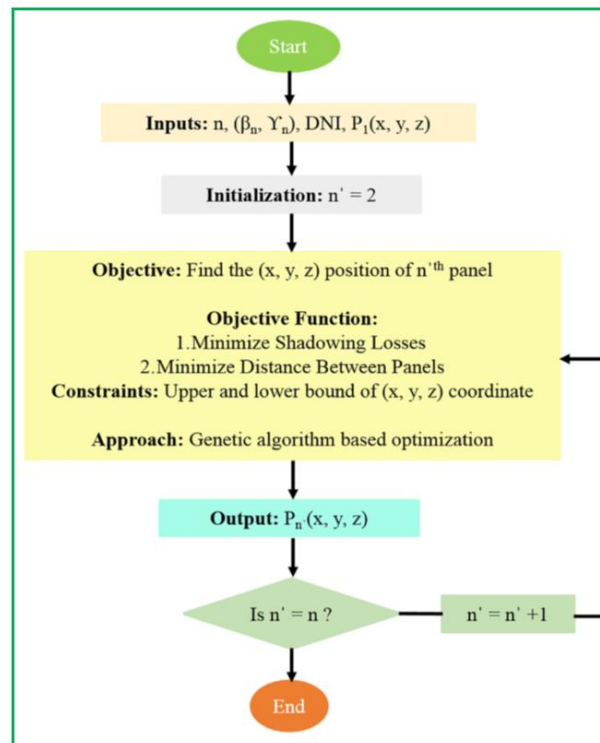 Start
Inputs: n, (βₙ, ϒₙ), DNI, P₁(x, y, z)
Initialization: n' = 2
Objective: Find the (x, y, z) position of n'ᵗʰ panel
Objective Function:
1.Minimize Shadowing Losses
2.Minimize Distance Between Panels
Constraints: Upper and lower bound of (x, y, z) coordinate
Approach: Genetic algorithm based optimization
Output: Pₙ'(x, y, z)
Is n' = n ?
n' = n' +1
End